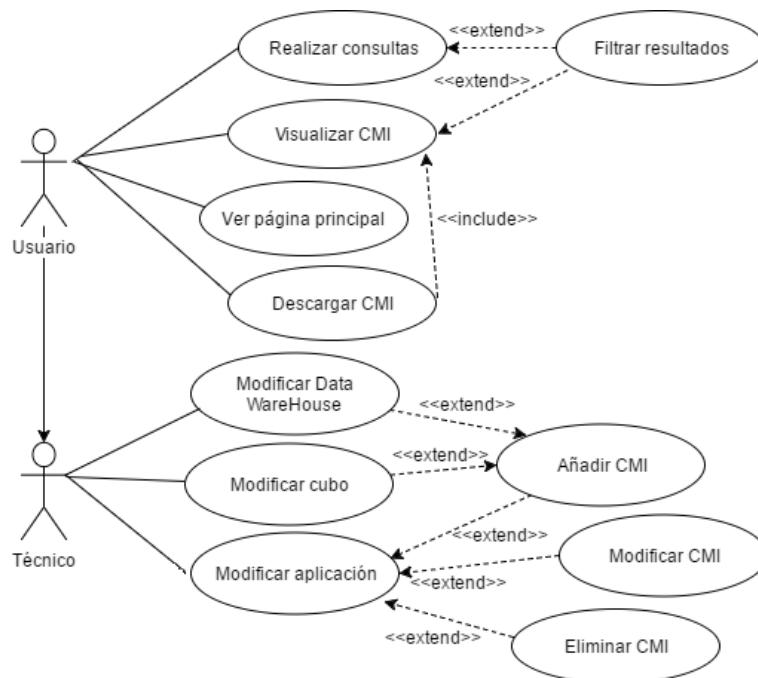 Realizar consultas
<<extend>>
Filtrar resultados
<<extend>>
Visualizar CMI
Usuario
Ver página principal
<<include>>
Descargar CMI
Modificar Data
WareHouse
<<extend>>
Modificar cubo
<<extend>>
Añadir CMI
Técnico
Modificar aplicación
<<extend>>
Modificar CMI
<<extend>>
<<extend>>
Eliminar CMI